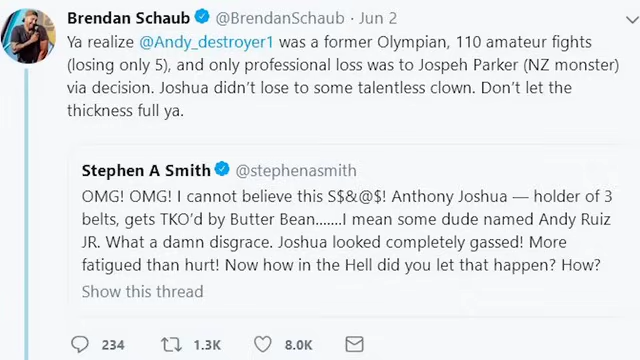 Brendan Schaub @BrendanSchaub · Jun 2
Ya realize @Andy_destroyer1 was a former Olympian, 110 amateur fights
(losing only 5), and only professional loss was to Jospeh Parker (NZ monster)
via decision. Joshua didn't lose to some talentless clown. Don't let the
thickness full ya.
Stephen A Smith @stephenasmith
OMG! OMG! I cannot believe this S$&@$! Anthony Joshua — holder of 3
belts, gets TKO'd by Butter Bean.......I mean some dude named Andy Ruiz
JR. What a damn disgrace. Joshua looked completely gassed! More
fatigued than hurt! Now how in the Hell did you let that happen? How?
Show this thread
234 1.3K 8.0K